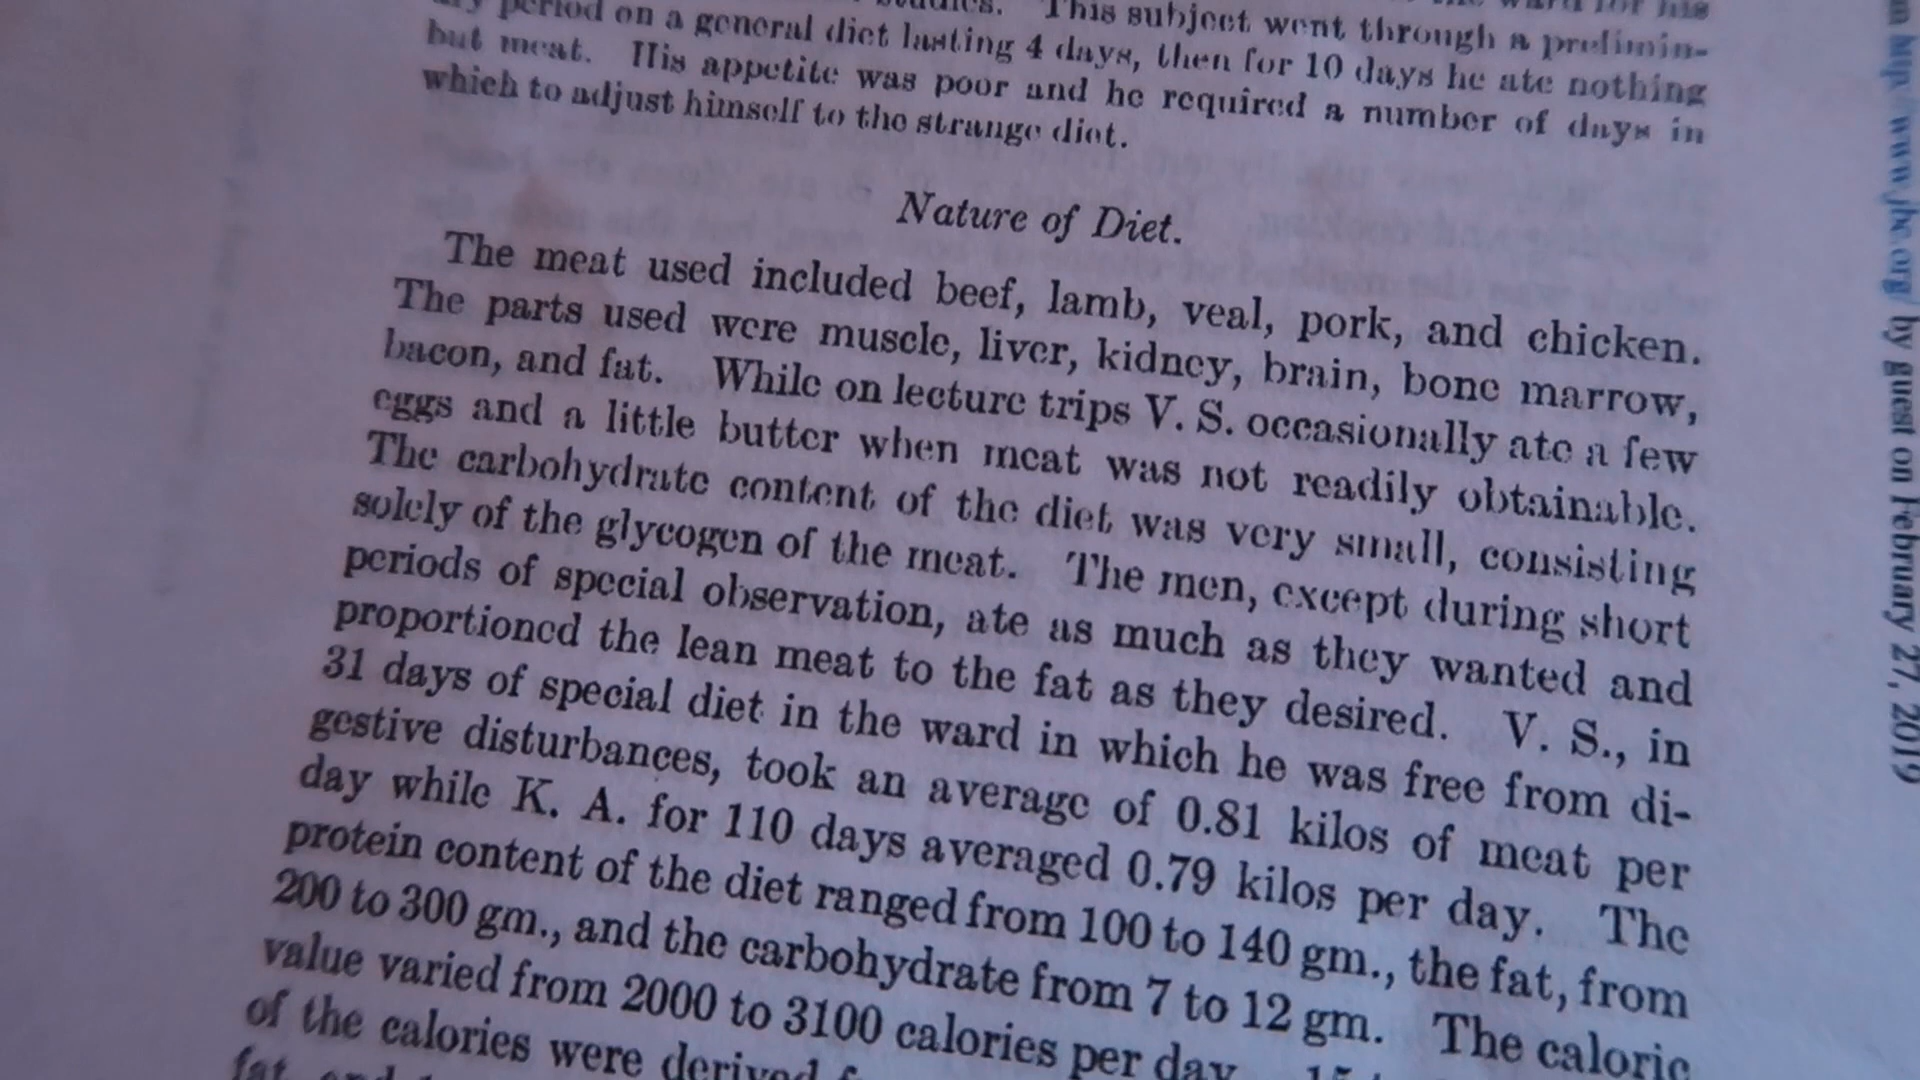 This subject went through a prelimin-
period on a general diet lasting 4 days, then for 10 days he ate nothing
but meat. His appetite was poor and he required a number of days in
which to adjust himself to the strange diet.
Nature of Diet.
The meat used included beef, lamb, veal, pork, and chicken.
The parts used were muscle, liver, kidney, brain, bone marrow,
bacon, and fat. While on lecture trips V. S. occasionally ate a few
eggs and a little butter when meat was not readily obtainable.
The carbohydrate content of the diet was very small, consisting
solely of the glycogen of the meat. The men, except during short
periods of special observation, ate as much as they wanted and
proportioned the lean meat to the fat as they desired. V. S., in
31 days of special diet in the ward in which he was free from di-
gestive disturbances, took an average of 0.81 kilos of meat per
day while K. A. for 110 days averaged 0.79 kilos per day. The
protein content of the diet ranged from 100 to 140 gm., the fat, from
200 to 300 gm., and the carbohydrate from 7 to 12 gm. The caloric
value varied from 2000 to 3100 calories per day
of the calories were derived
fat, and
http://www.jbc.org/ by guest on February 27, 2019